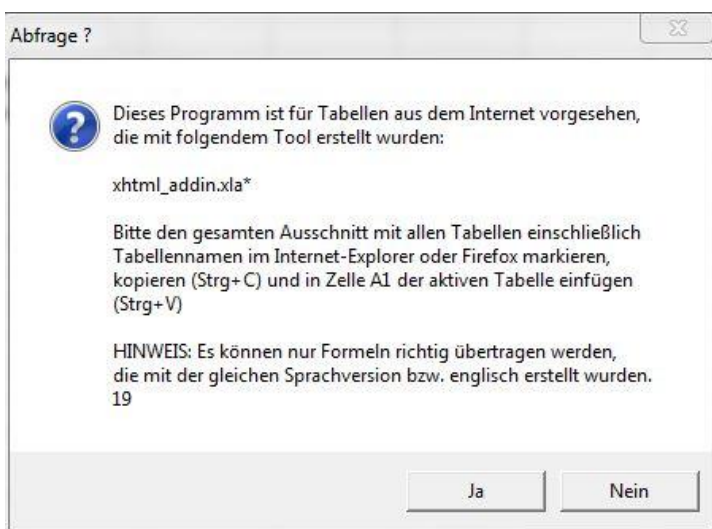 Abfrage ?
Dieses Programm ist für Tabellen aus dem Internet vorgesehen,
die mit folgendem Tool erstellt wurden:
xhtml_addin.xla*
Bitte den gesamten Ausschnitt mit allen Tabellen einschließlich
Tabellennamen im Internet-Explorer oder Firefox markieren,
kopieren (Strg+C) und in Zelle A1 der aktiven Tabelle einfügen
(Strg+V)
HINWEIS: Es können nur Formeln richtig übertragen werden,
die mit der gleichen Sprachversion bzw. englisch erstellt wurden.
19
Ja
Nein